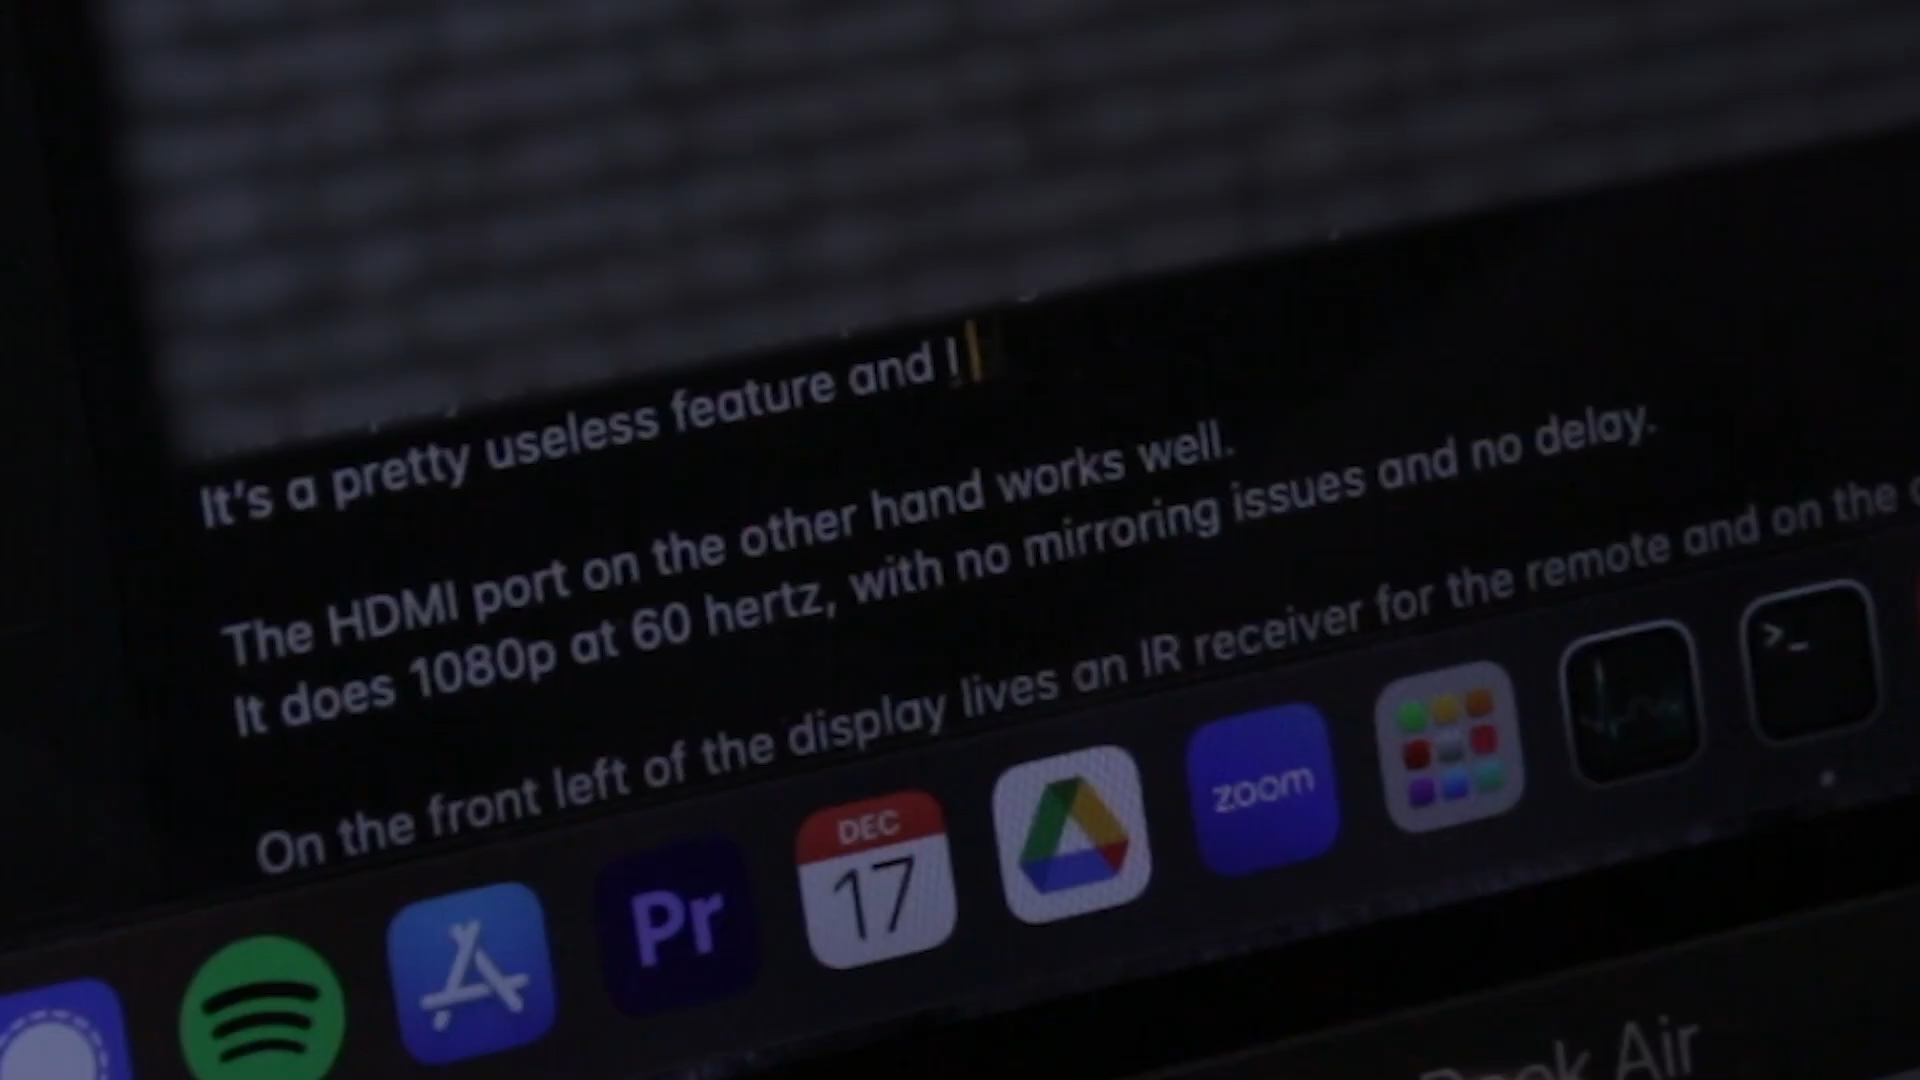 It's a pretty useless feature and I
The HDMI port on the other hand works well.
It does 1080p at 60 hertz, with no mirroring issues and no delay.
On the front left of the display lives an IR receiver for the remote and on the
DEC
17
Pr
zoom
>_
Air